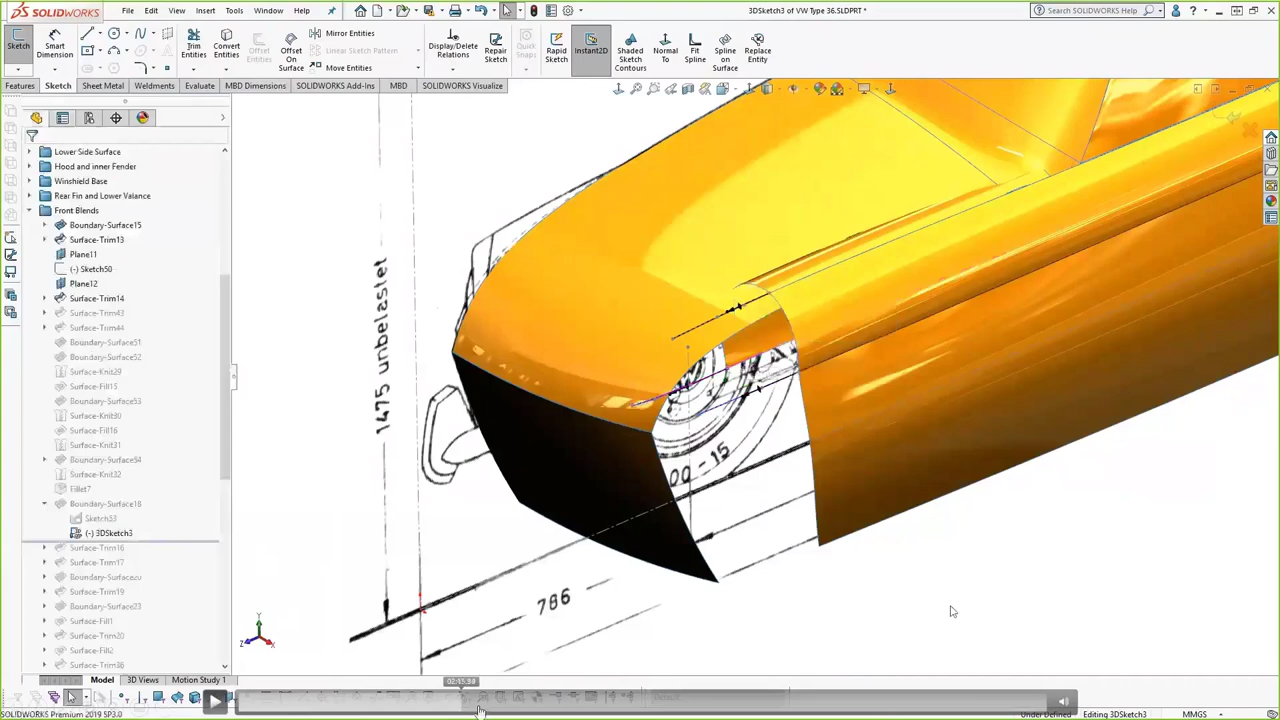 SOLIDWORKS File Edit View Insert Tools Window Help 3DSketch3 of VW Type 36.SLDPRT * Search SOLIDWORKS Help
Sketch Smart Dimension Trim Entities Convert Entities Offset Entities Offset On Surface Mirror Entities Linear Sketch Pattern Move Entities Display/Delete Relations Repair Sketch Quick Snaps Rapid Sketch Instant2D Shaded Sketch Contours Normal To Fit Spline Spline on Surface Replace Entity
Features Sketch Sheet Metal Weldments Evaluate MBD Dimensions SOLIDWORKS Add-Ins MBD SOLIDWORKS Visualize
Lower Side Surface
Hood and inner Fender
Winshield Base
Rear Fin and Lower Valance
Front Blends
Boundary-Surface15
Surface-Trim13
Plane11
(-) Sketch50
Plane12
Surface-Trim14
Surface-Trim43
Surface-Trim44
Boundary-Surface51
Boundary-Surface52
Surface-Knit29
Surface-Fill15
Boundary-Surface53
Surface-Knit30
Surface-Fill16
Surface-Knit31
Boundary-Surface54
Surface-Knit32
Fillet7
Boundary-Surface18
Sketch53
(-) 3DSketch3
Surface-Trim16
Surface-Trim17
Boundary-Surface20
Surface-Trim19
Boundary-Surface23
Surface-Fill1
Surface-Trim20
Surface-Fill2
Surface-Trim36
1475 unbelastet
00-15
786
Y
Z X
Model 3D Views Motion Study 1
02:15.30
SOLIDWORKS Premium 2019 SP3.0 Under Defined Editing 3DSketch3 MMGS